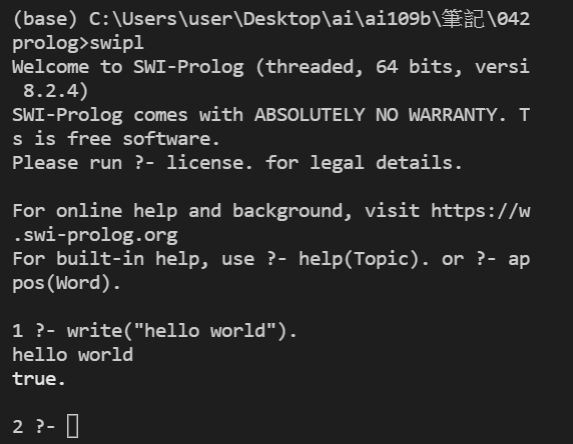 (base) C:\Users\user\Desktop\ai\ai109b\筆記\042
prolog>swipl
Welcome to SWI-Prolog (threaded, 64 bits, versi
 8.2.4)
SWI-Prolog comes with ABSOLUTELY NO WARRANTY. T
s is free software.
Please run ?- license. for legal details.

For online help and background, visit https://w
.swi-prolog.org
For built-in help, use ?- help(Topic). or ?- ap
pos(Word).

1 ?- write("hello world").
hello world
true.

2 ?-